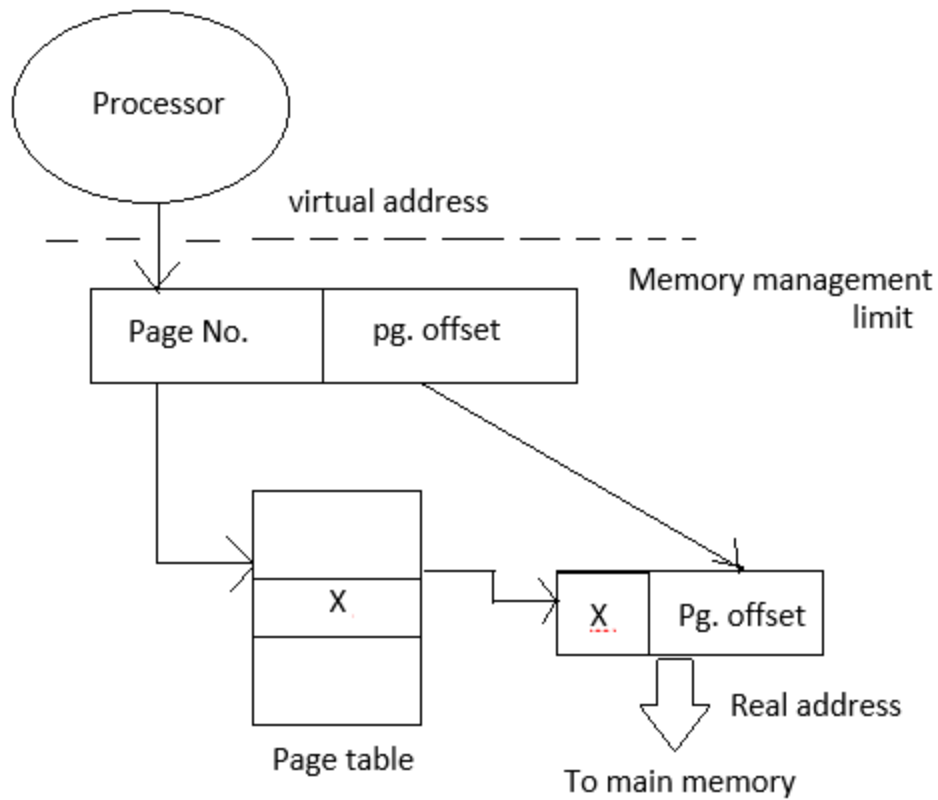 Processor
virtual address
Memory management
limit
Page No.
pg. offset
X
X
Pg. offset
Real address
Page table
To main memory